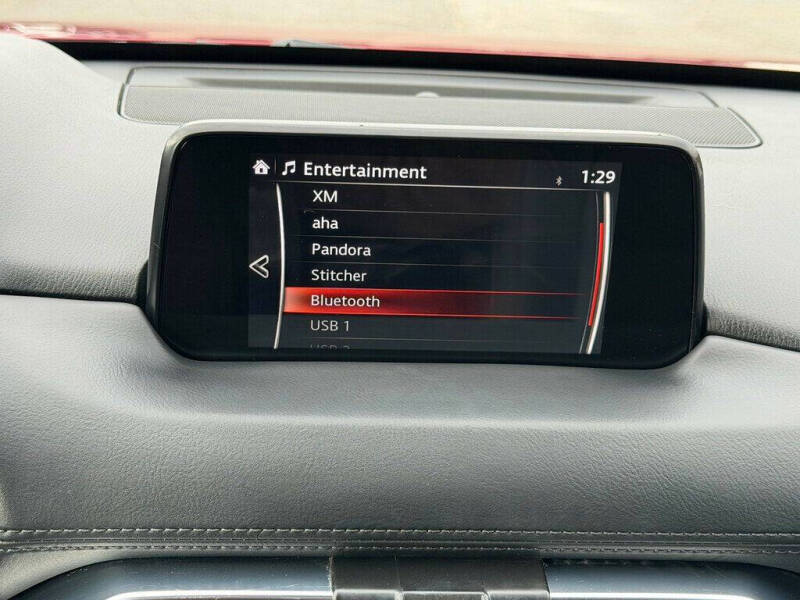 Entertainment 1:29
XM
aha
Pandora
Stitcher
Bluetooth
USB 1